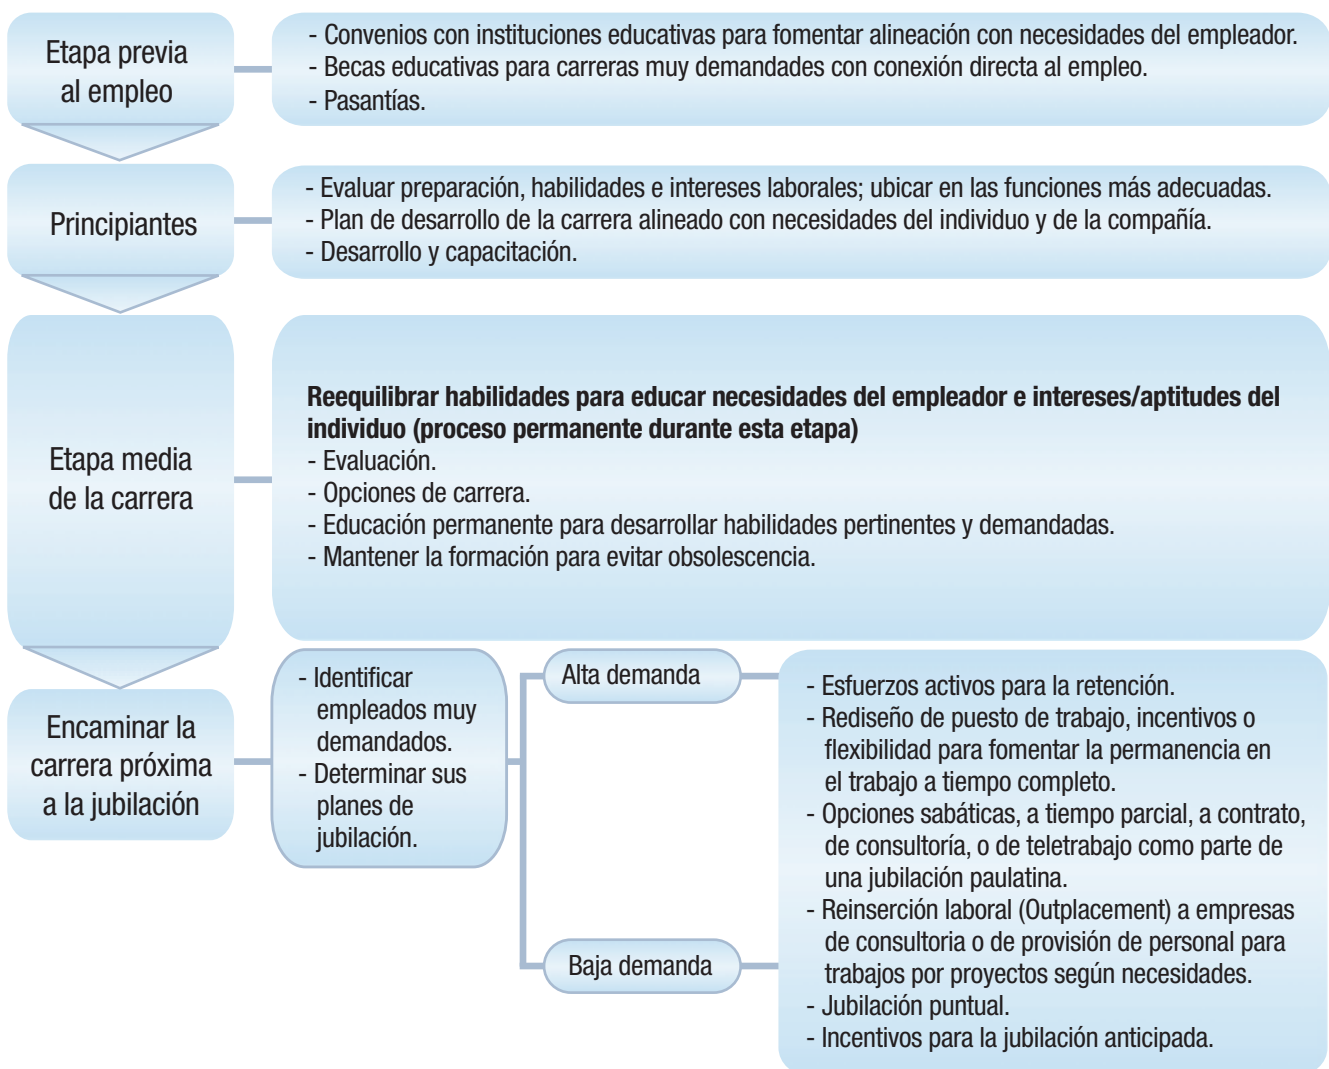 Etapa previa
al empleo
- Convenios con instituciones educativas para fomentar alineación con necesidades del empleador.
- Becas educativas para carreras muy demandades con conexión directa al empleo.
- Pasantías.
Principiantes
- Evaluar preparación, habilidades e intereses laborales; ubicar en las funciones más adecuadas.
- Plan de desarrollo de la carrera alineado con necesidades del individuo y de la compañía.
- Desarrollo y capacitación.
Etapa media
de la carrera
Reequilibrar habilidades para educar necesidades del empleador e intereses/aptitudes del
individuo (proceso permanente durante esta etapa)
- Evaluación.
- Opciones de carrera.
- Educación permanente para desarrollar habilidades pertinentes y demandadas.
- Mantener la formación para evitar obsolescencia.
Encaminar la
carrera próxima
a la jubilación
- Identificar
empleados muy
demandados.
- Determinar sus
planes de
jubilación.
Alta demanda
Baja demanda
- Esfuerzos activos para la retención.
- Rediseño de puesto de trabajo, incentivos o
flexibilidad para fomentar la permanencia en
el trabajo a tiempo completo.
- Opciones sabáticas, a tiempo parcial, a contrato,
de consultoría, o de teletrabajo como parte de
una jubilación paulatina.
- Reinserción laboral (Outplacement) a empresas
de consultoria o de provisión de personal para
trabajos por proyectos según necesidades.
- Jubilación puntual.
- Incentivos para la jubilación anticipada.